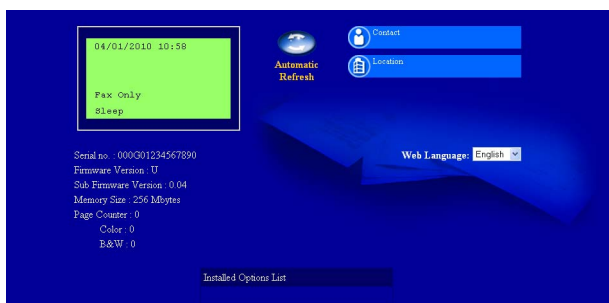 04/01/2010 10:58
Fax Only
Sleep
Automatic
Refresh
Contact
Location
Serial no. : 000G01234567890
Firmware Version : U
Sub Firmware Version : 0.04
Memory Size : 256 Mbytes
Page Counter : 0
Color : 0
B&W : 0
Web Language: English
Installed Options List